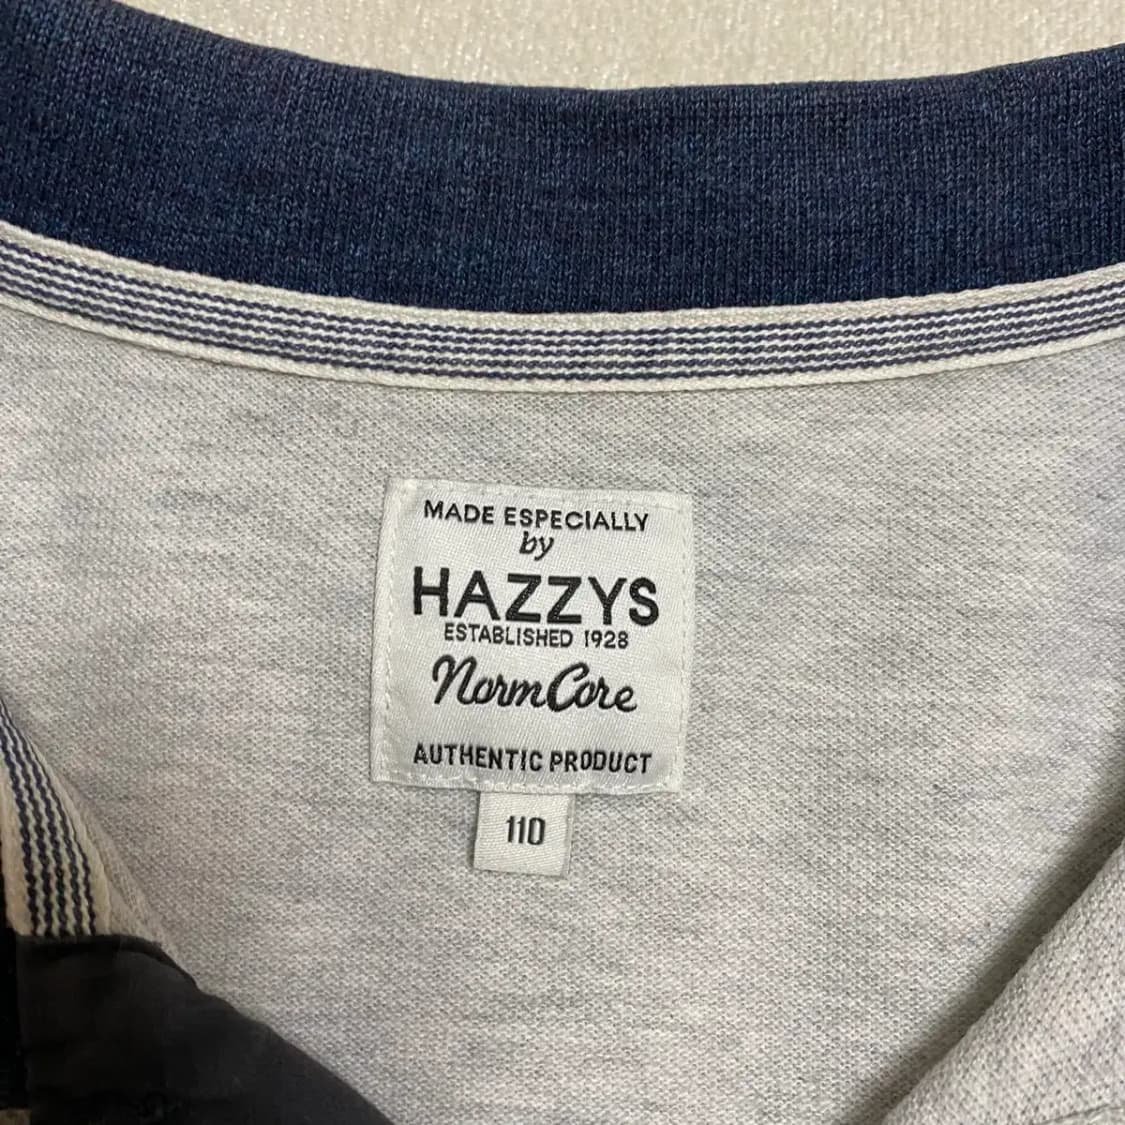 MADE ESPECIALLY
by
HAZZYS
ESTABLISHED 1928
NormCore
AUTHENTIC PRODUCT
110